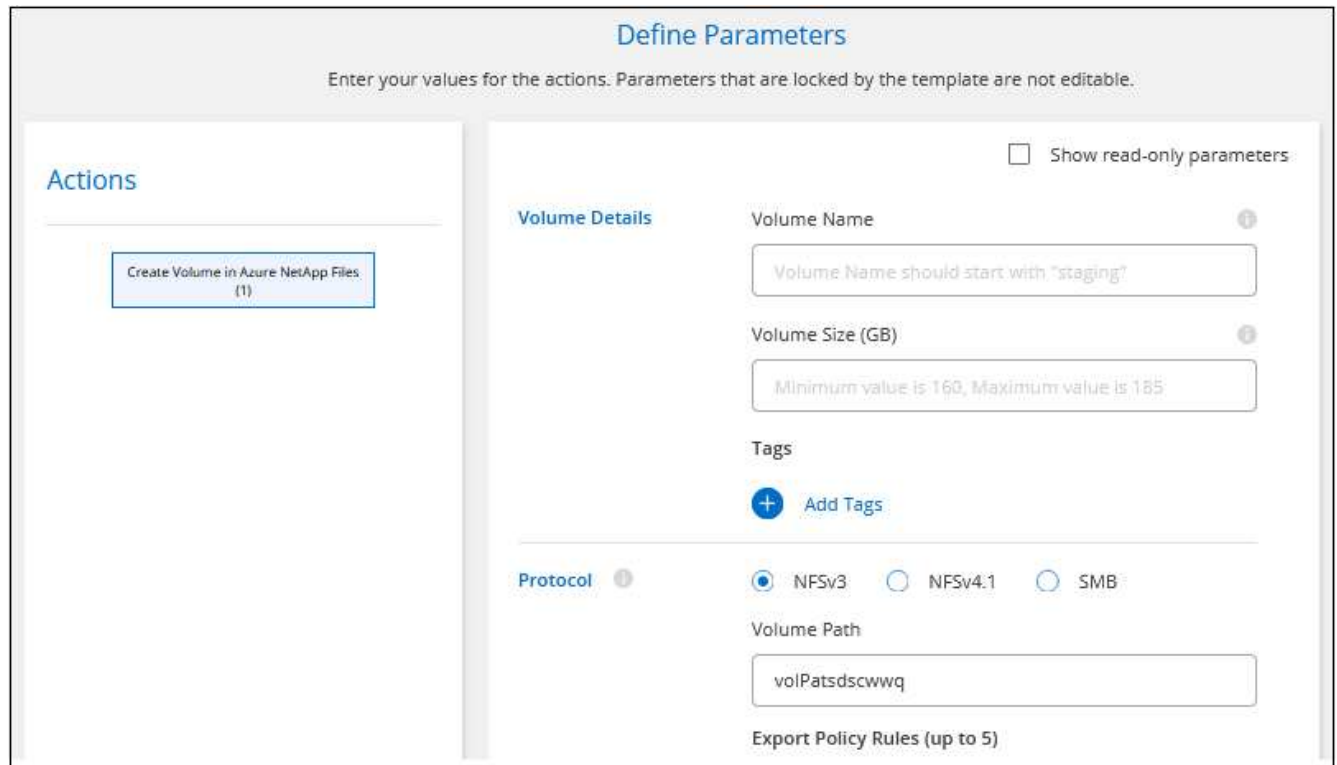 Define Parameters
Enter your values for the actions. Parameters that are locked by the template are not editable.
Actions
Create Volume in Azure NetApp Files
(1)
Show read-only parameters
Volume Details
Volume Name
Volume Name should start with "staging"
Volume Size (GB)
Minimum value is 160, Maximum value is 185
Tags
+ Add Tags
Protocol
NFSv3 NFSv4.1 SMB
Volume Path
volPatsdscwwq
Export Policy Rules (up to 5)